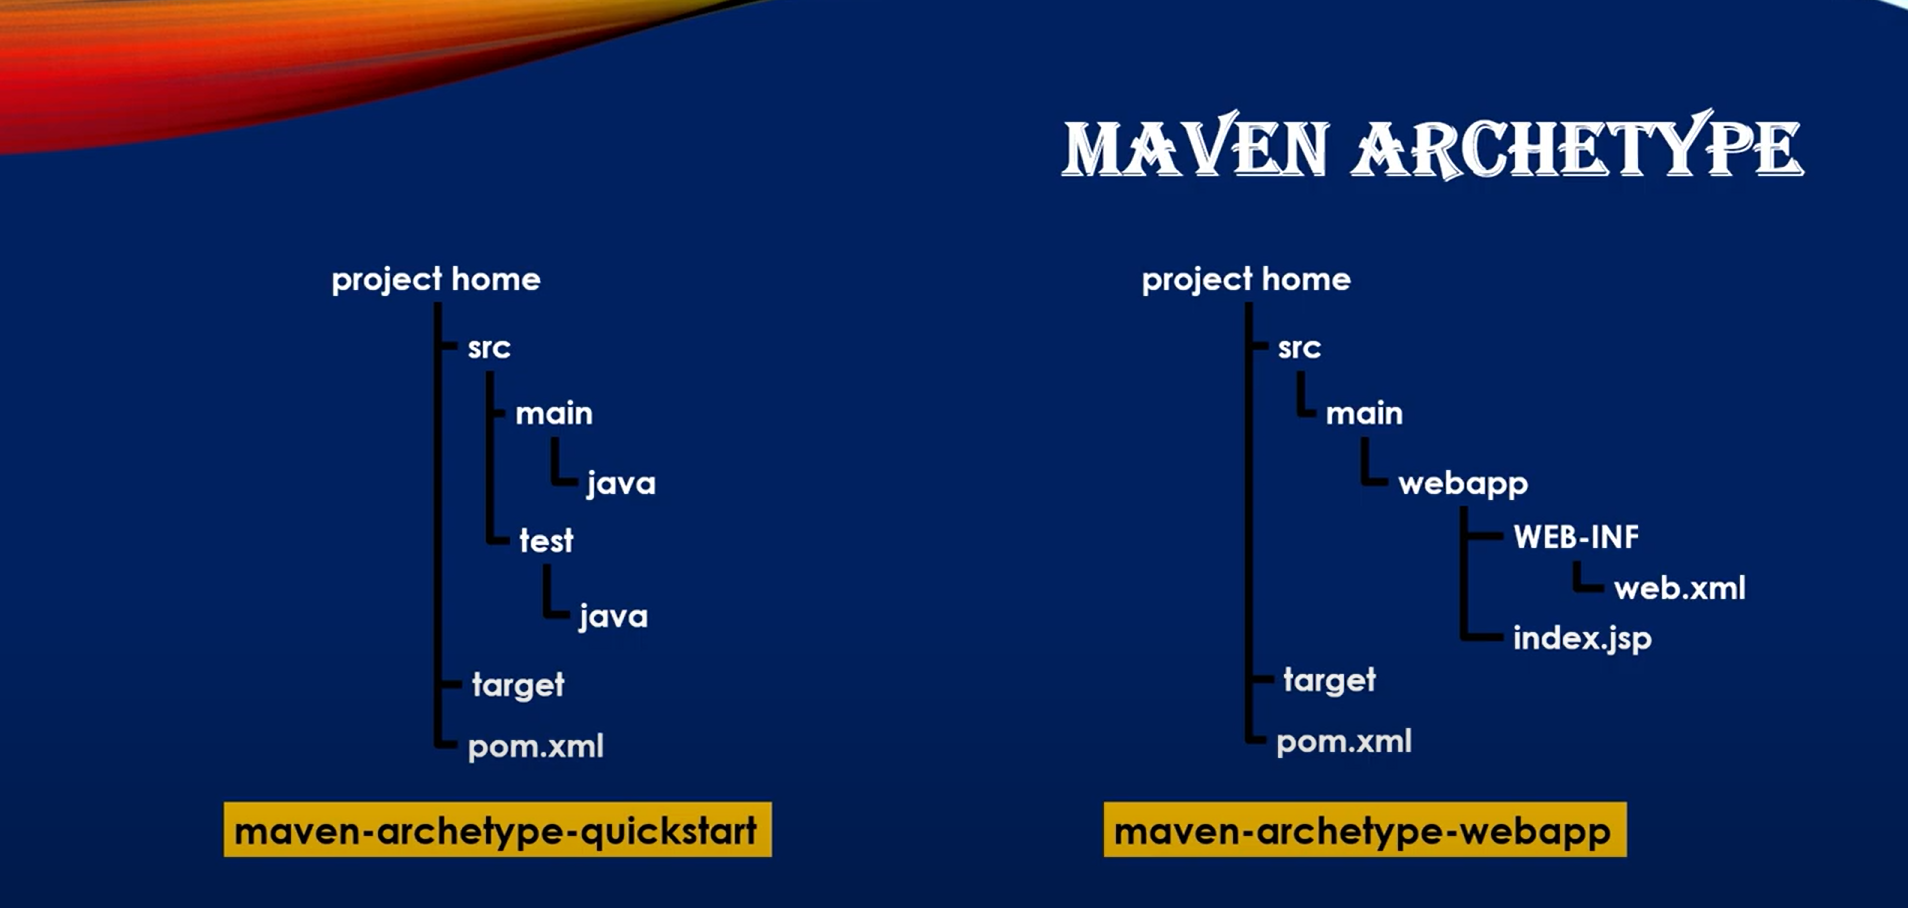 MAVEN ARCHETYPE
project home
src
main
java
test
java
target
pom.xml
maven-archetype-quickstart
project home
src
main
webapp
WEB-INF
web.xml
index.jsp
target
pom.xml
maven-archetype-webapp